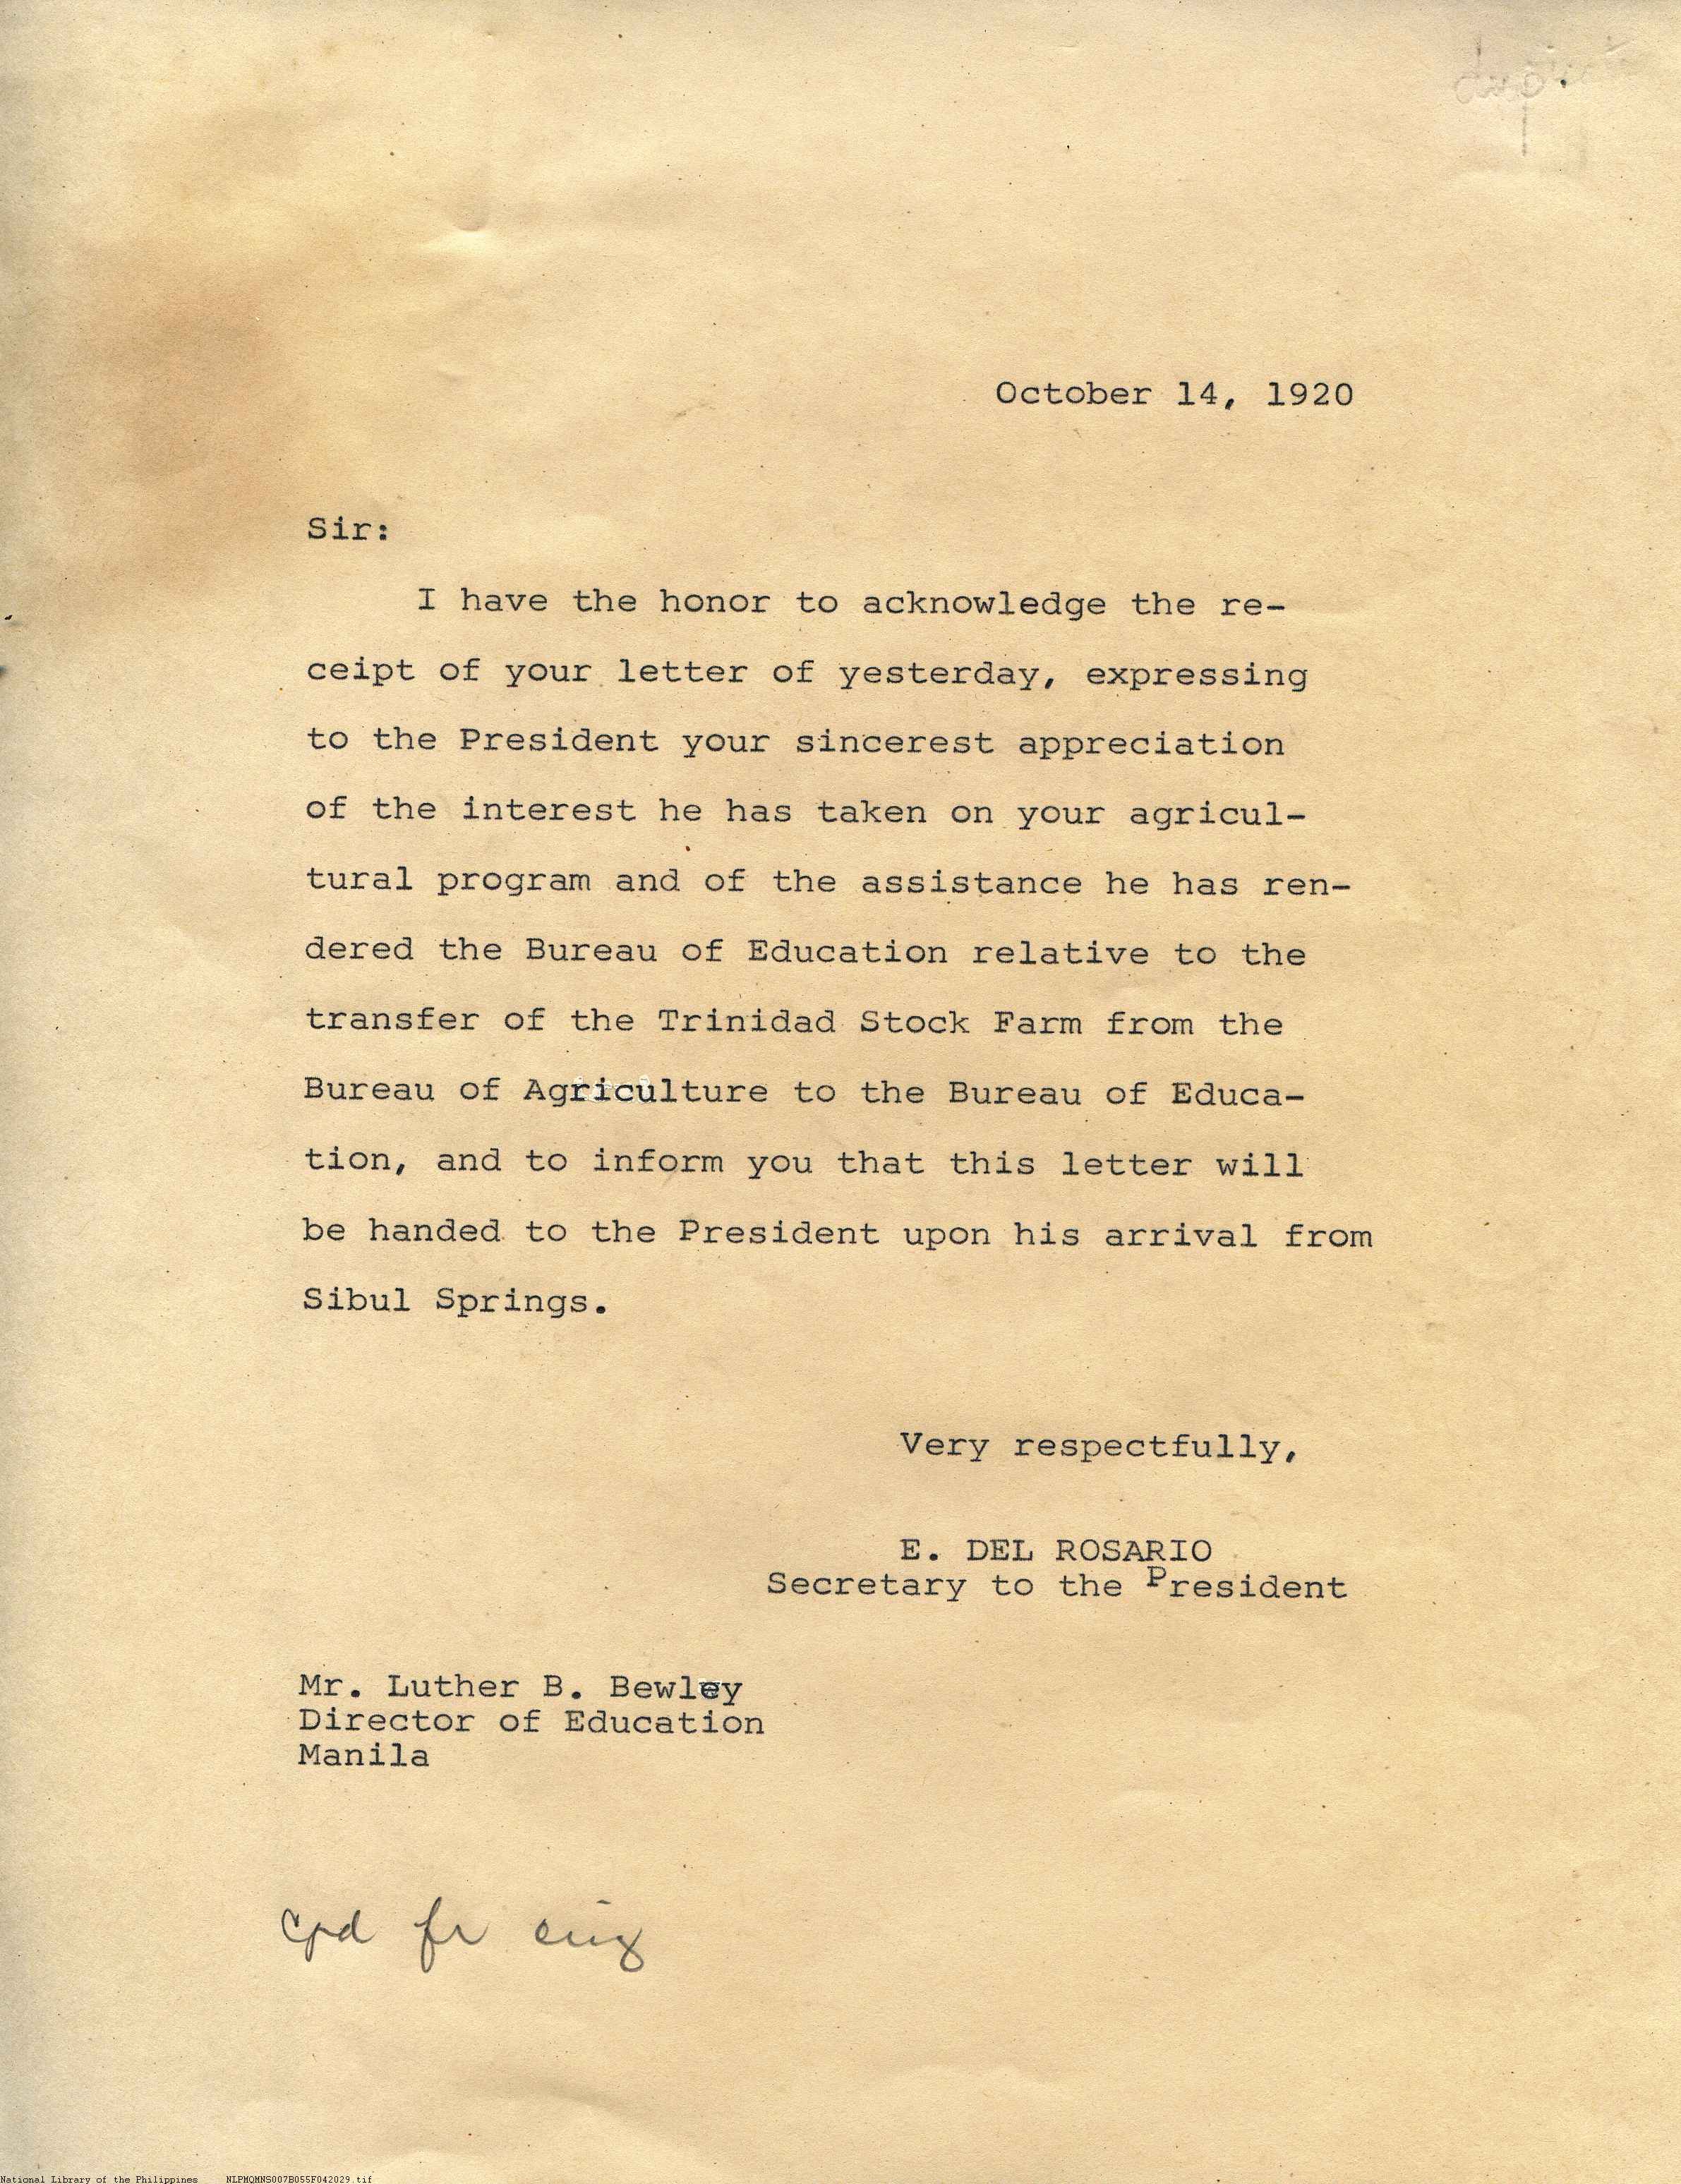 October 14, 1920
Sir:
I have the honor to acknowledge the re-
ceipt of your letter of yesterday, expressing
to the President your sincerest appreciation
of the interest he has taken on your agricul-
tural program and of the assistance he has ren-
dered the Bureau of Education relative to the
transfer of the Trinidad Stock Farm from the
Bureau of Agriculture to the Bureau of Educa-
tion, and to inform you that this letter will
be handed to the President upon his arrival from
Sibul Springs.
Very respectfully,
E. DEL ROSARIO
Secretary to the President
Mr. Luther B. Bewley
Director of Education
Manila
cpd fr
National Library of the Philippines NLPMQMNS007B055F042029.tif